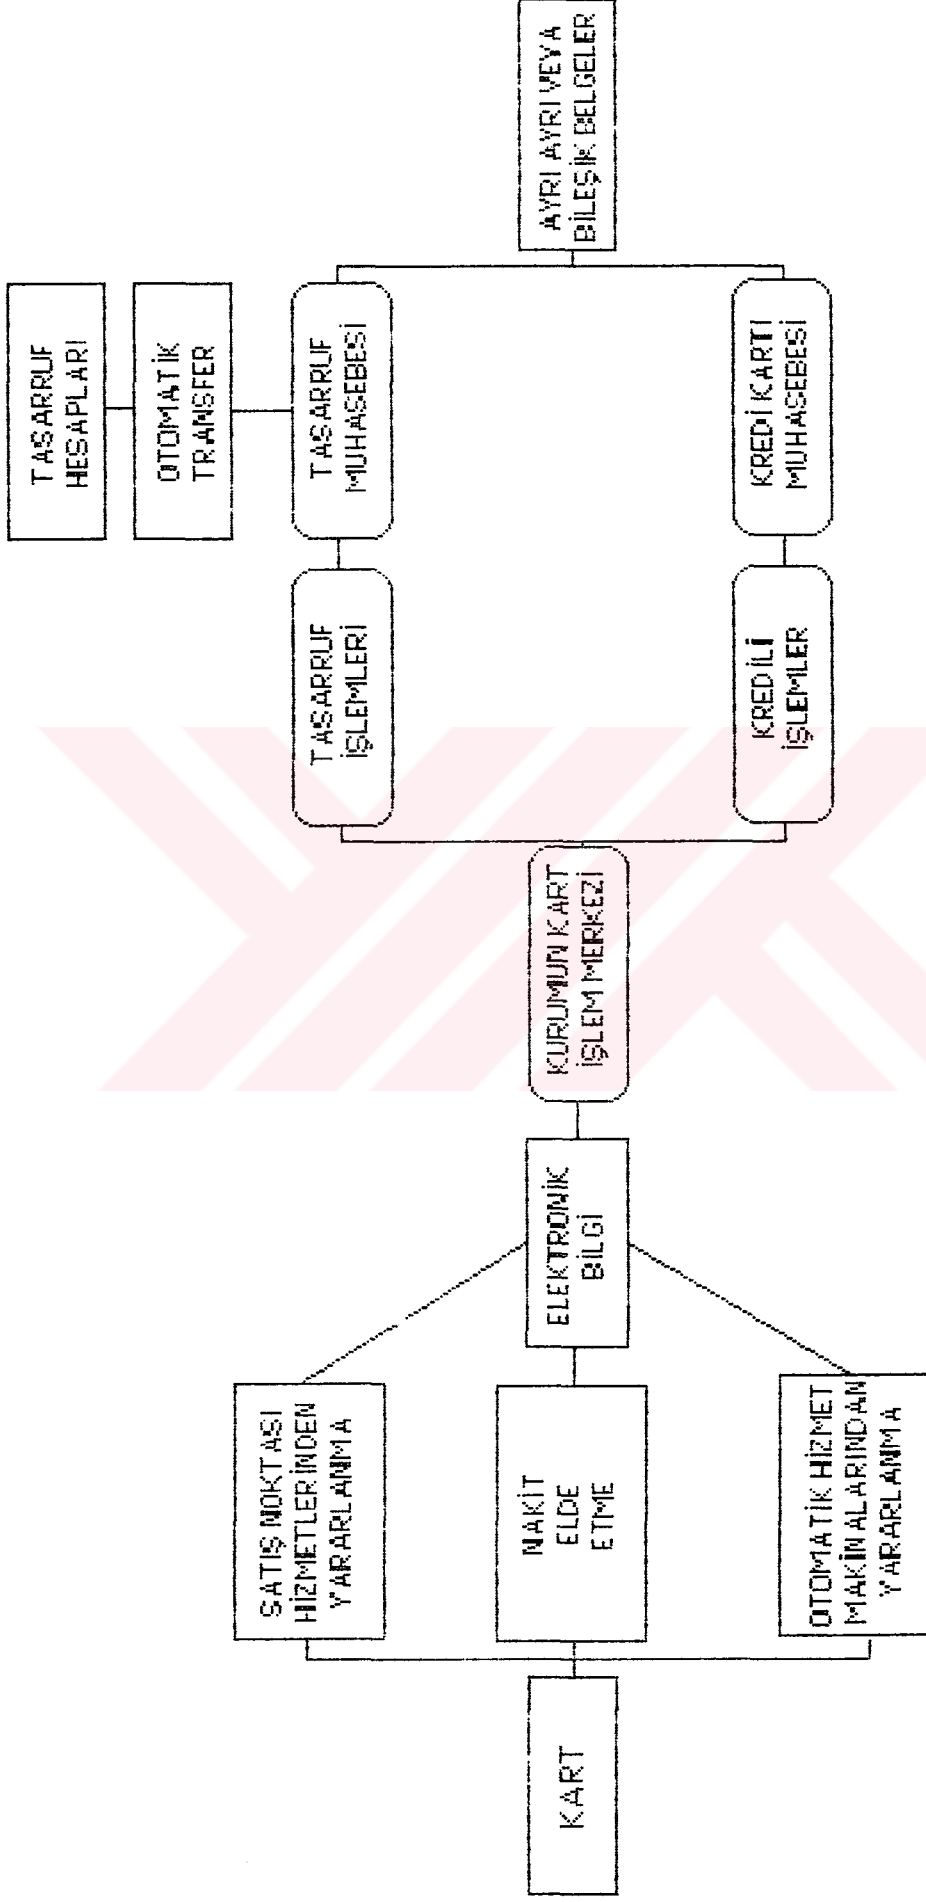 KART
SATIŞ NOKTASI
HİZMETLERİNDEN
YARARLANMA
NAKİT
ELDE
ETME
OTOMATİK HİZMET
MAKİNALARINDAN
YARARLANMA
ELEKTRONİK
BİLGİ
KURUMUN KART
İŞLEM MERKEZİ
TASARRUF
İŞLEMLERİ
KREDİLİ
İŞLEMLER
TASARRUF
HESAPLARI
OTOMATİK
TRANSFER
TASARRUF
MUHASEBESİ
KREDİ KARTI
MUHASEBESİ
AYRI AYRI VEYA
BİLEŞİK BELGELER